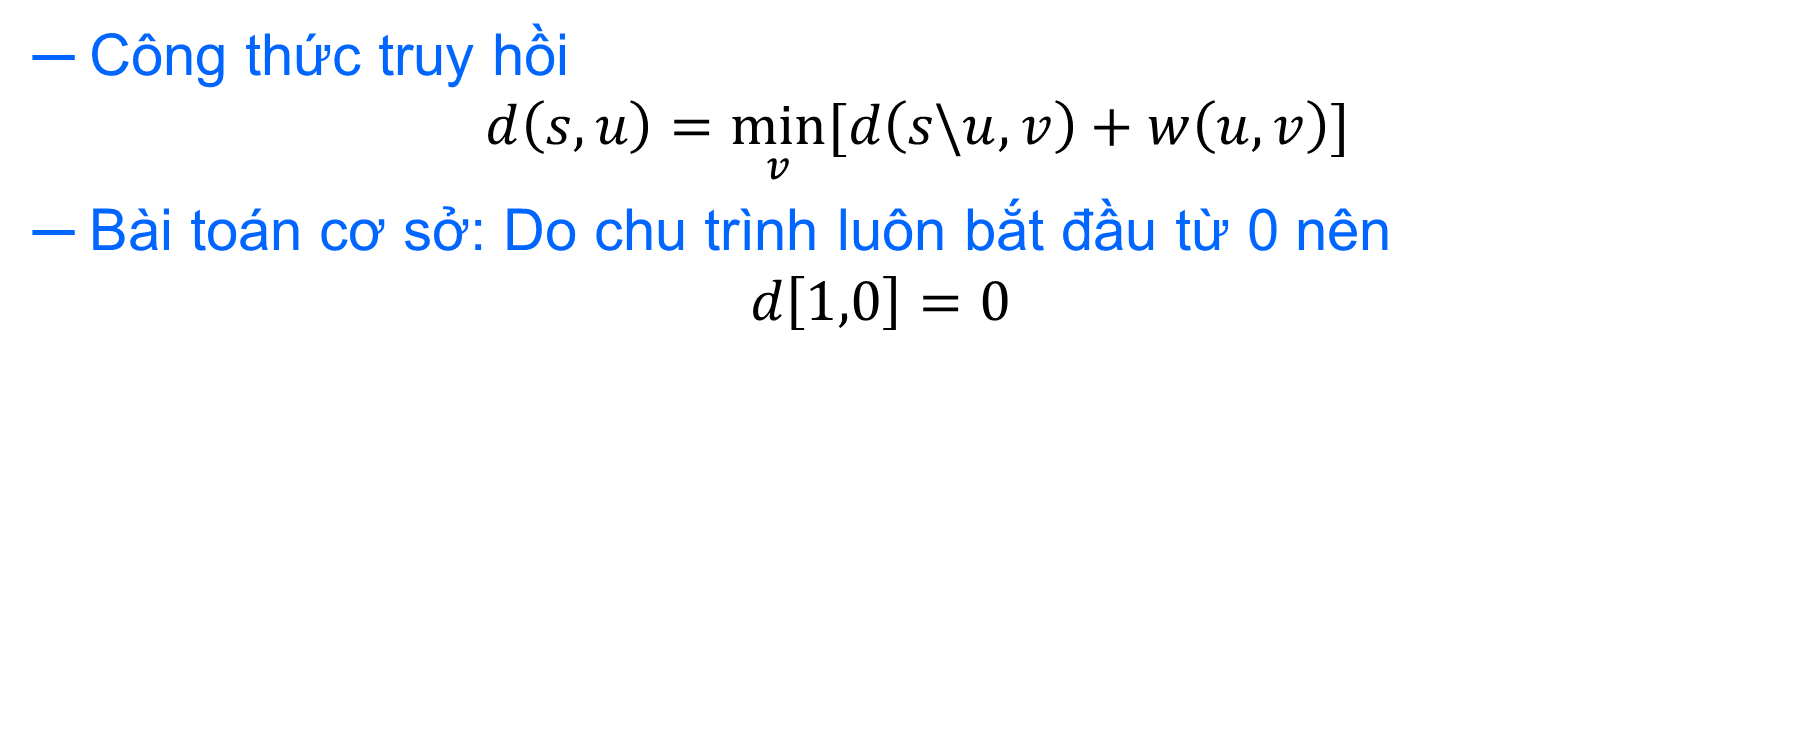 — Công thức truy hồi
d(s, u) = min[d(s\u, v) + w(u, v)]
v
— Bài toán cơ sở: Do chu trình luôn bắt đầu từ 0 nên
d[1,0] = 0